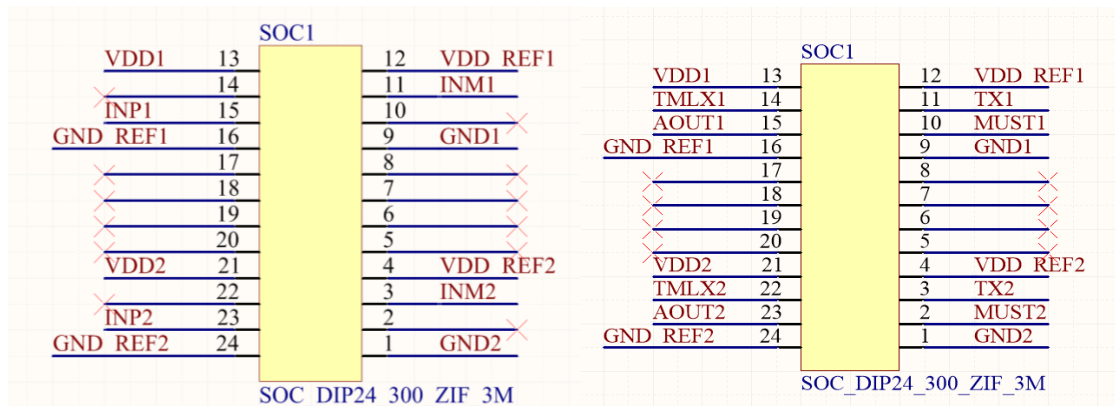 SOC1
VDD1 13 12 VDD_REF1
14 11 INM1
INP1 15 10
GND_REF1 16 9 GND1
17 8
18 7
19 6
20 5
VDD2 21 4 VDD_REF2
22 3 INM2
INP2 23 2
GND_REF2 24 1 GND2
SOC_DIP24_300_ZIF_3M
SOC1
VDD1 13 12 VDD_REF1
TMLX1 14 11 TX1
AOUT1 15 10 MUST1
GND_REF1 16 9 GND1
17 8
18 7
19 6
20 5
VDD2 21 4 VDD_REF2
TMLX2 22 3 TX2
AOUT2 23 2 MUST2
GND_REF2 24 1 GND2
SOC_DIP24_300_ZIF_3M